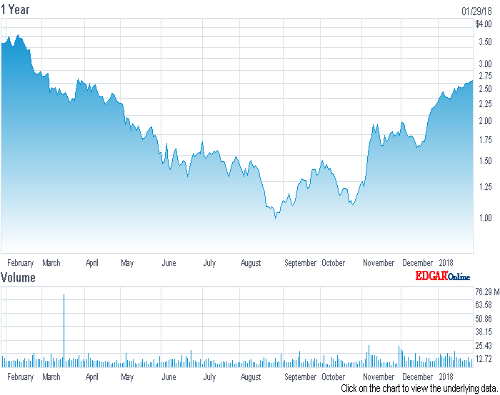 1 Year 01/29/18
$4.00
3.50
3.00
2.75
2.50
2.25
2.00
1.75
1.50
1.25
1.00
February March April May June July August September October November December 2018
EDGAR Online
Volume
76.29 M
63.58
50.86
38.15
25.43
12.72
February March April May June July August September October November December 2018
Click on the chart to view the underlying data.